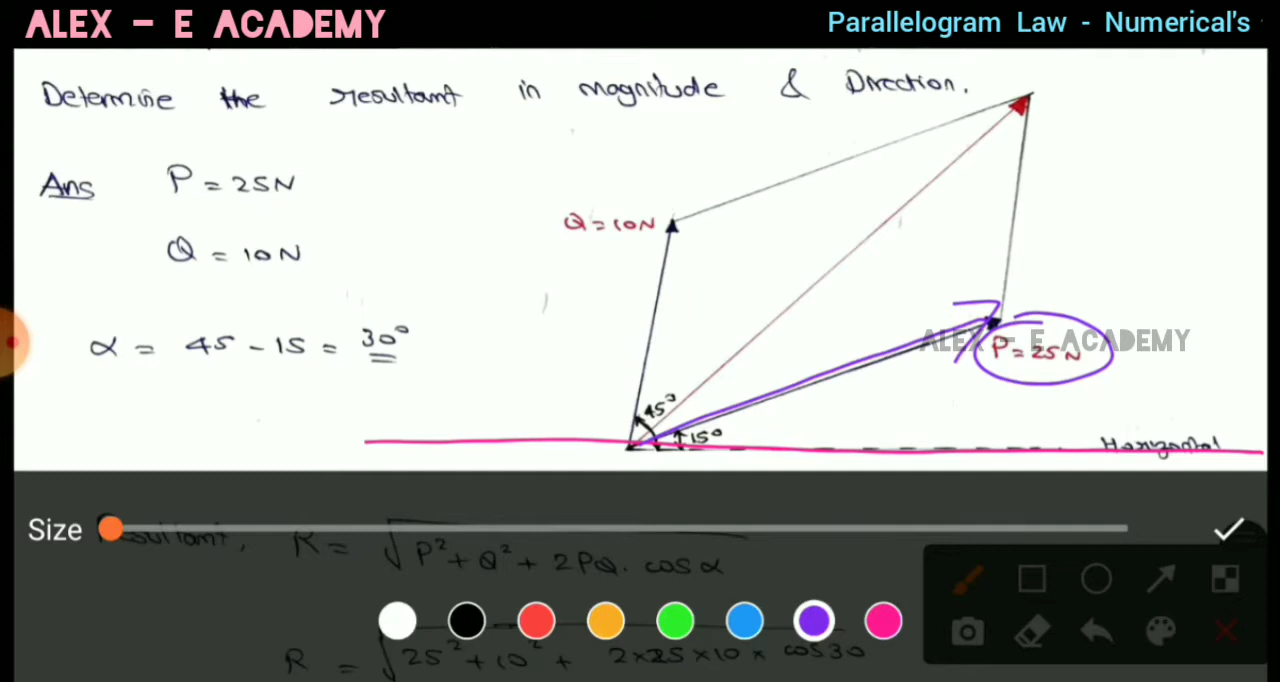 ALEX - E ACADEMY
Parallelogram Law - Numerical's
Determine the resultant in magnitude & Direction.
Ans P = 25N
Q = 10N
Q = 10N
α = 45 - 15 = 30°
ALEX - E ACADEMY
P = 25N
45°
15°
Horizontal
Size
Resultant, R = √P² + Q² + 2PQ. cos α
R = √25² + 10² + 2×25×10 × cos30